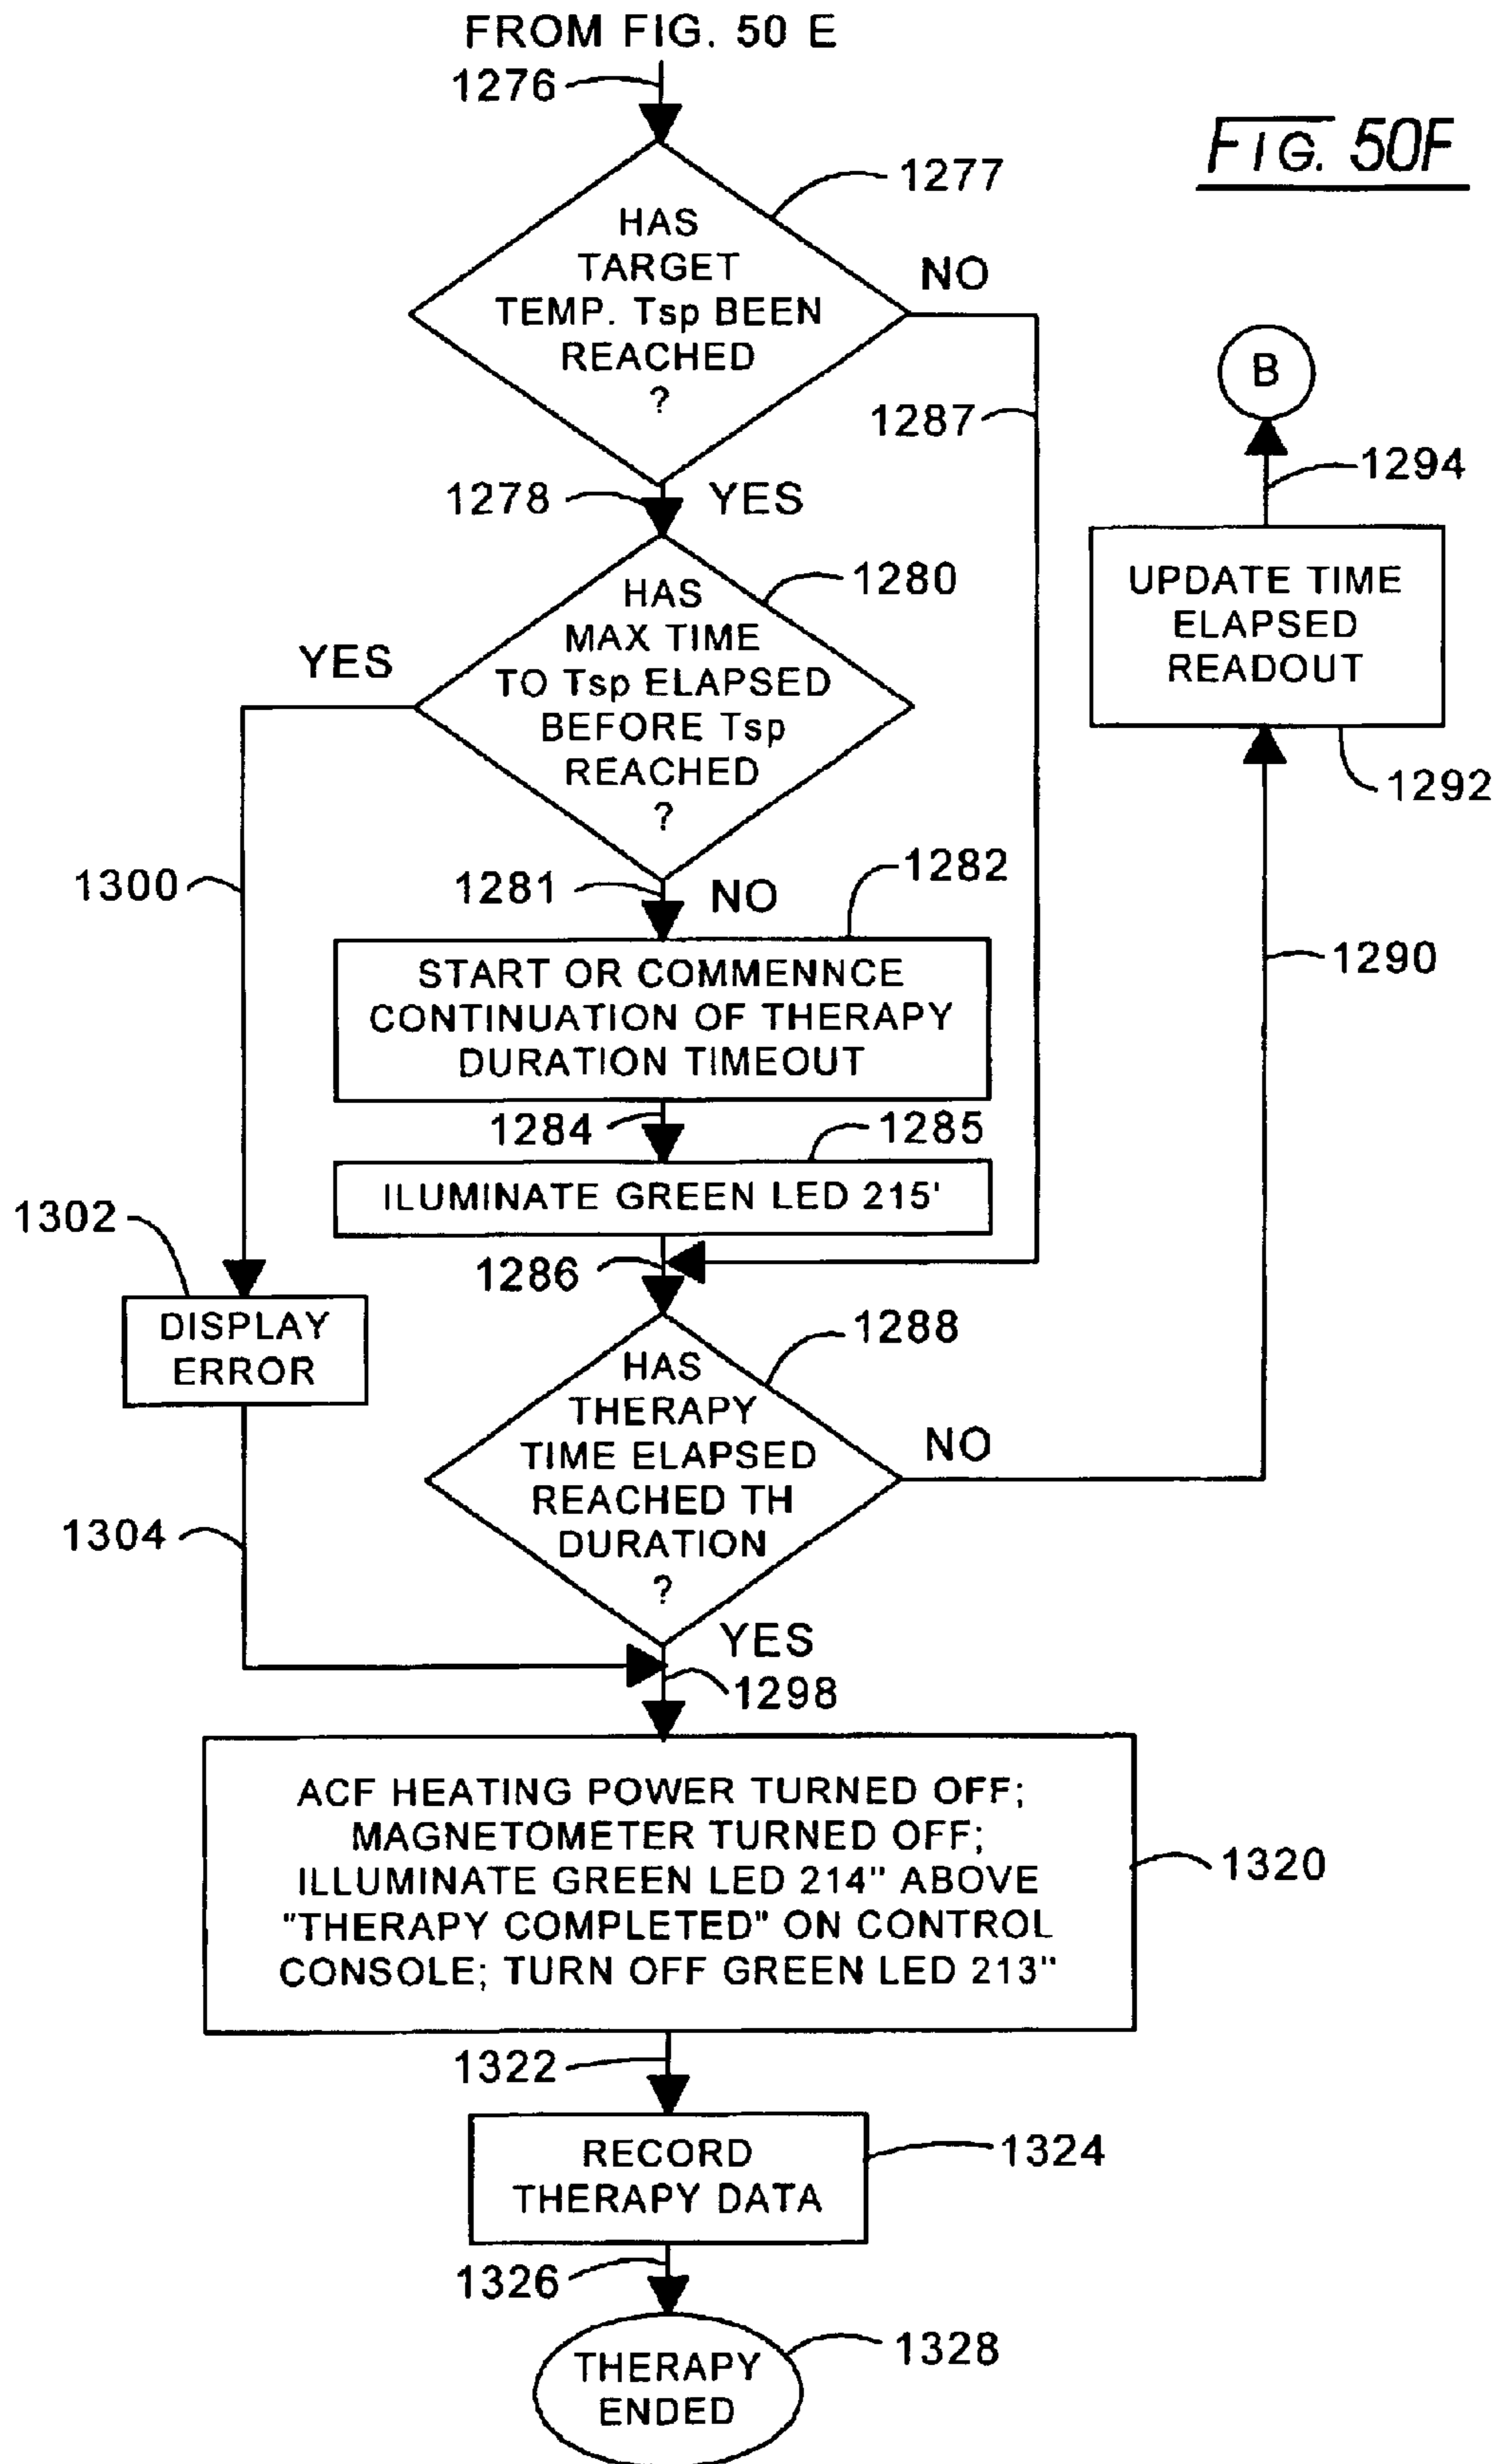 FROM FIG. 50 E
1276
FIG. 50F
1277
HAS
TARGET
TEMP. Tsp BEEN
REACHED
?
NO
1287
B
1294
1278
YES
UPDATE TIME
ELAPSED
READOUT
1292
1280
HAS
MAX TIME
TO Tsp ELAPSED
BEFORE Tsp
REACHED
?
YES
1300
1281
NO
1282
1290
START OR COMMENNCE
CONTINUATION OF THERAPY
DURATION TIMEOUT
1284
1285
ILUMINATE GREEN LED 215'
1302
1286
DISPLAY
ERROR
1288
HAS
THERAPY
TIME ELAPSED
REACHED TH
DURATION
?
NO
1304
YES
1298
ACF HEATING POWER TURNED OFF;
MAGNETOMETER TURNED OFF;
ILLUMINATE GREEN LED 214" ABOVE
"THERAPY COMPLETED" ON CONTROL
CONSOLE; TURN OFF GREEN LED 213"
1320
1322
RECORD
THERAPY DATA
1324
1326
THERAPY
ENDED
1328